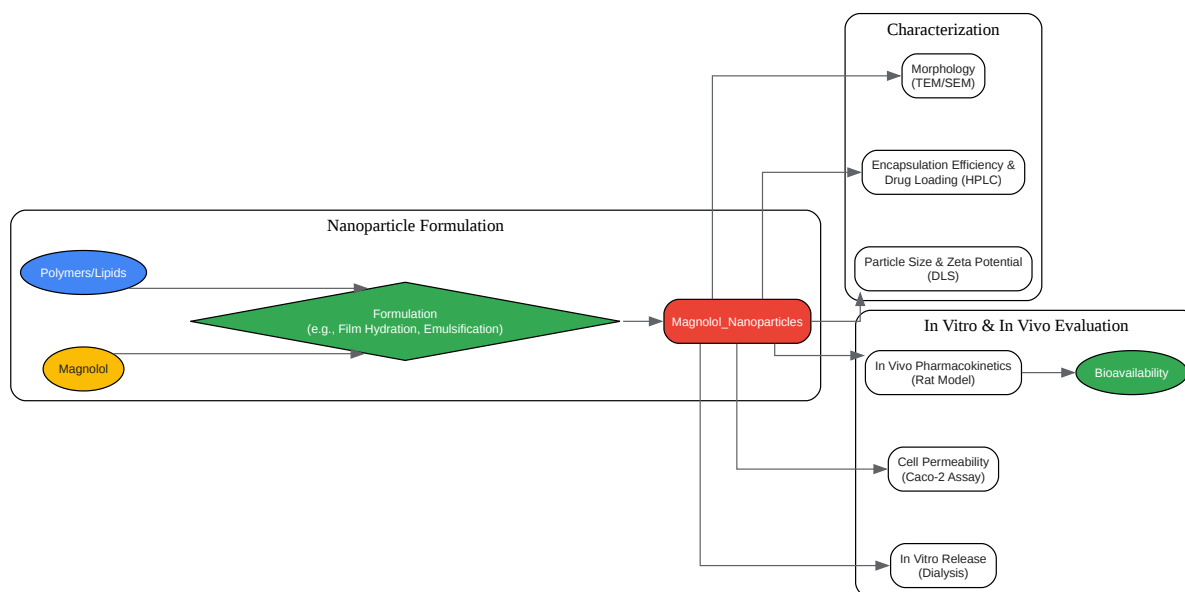 Nanoparticle Formulation
Polymers/Lipids
Magnolol
Formulation
(e.g., Film Hydration, Emulsification)
Magnolol_Nanoparticles
Characterization
Morphology
(TEM/SEM)
Encapsulation Efficiency &
Drug Loading (HPLC)
Particle Size & Zeta Potential
(DLS)
In Vitro & In Vivo Evaluation
In Vivo Pharmacokinetics
(Rat Model)
Bioavailability
Cell Permeability
(Caco-2 Assay)
In Vitro Release
(Dialysis)